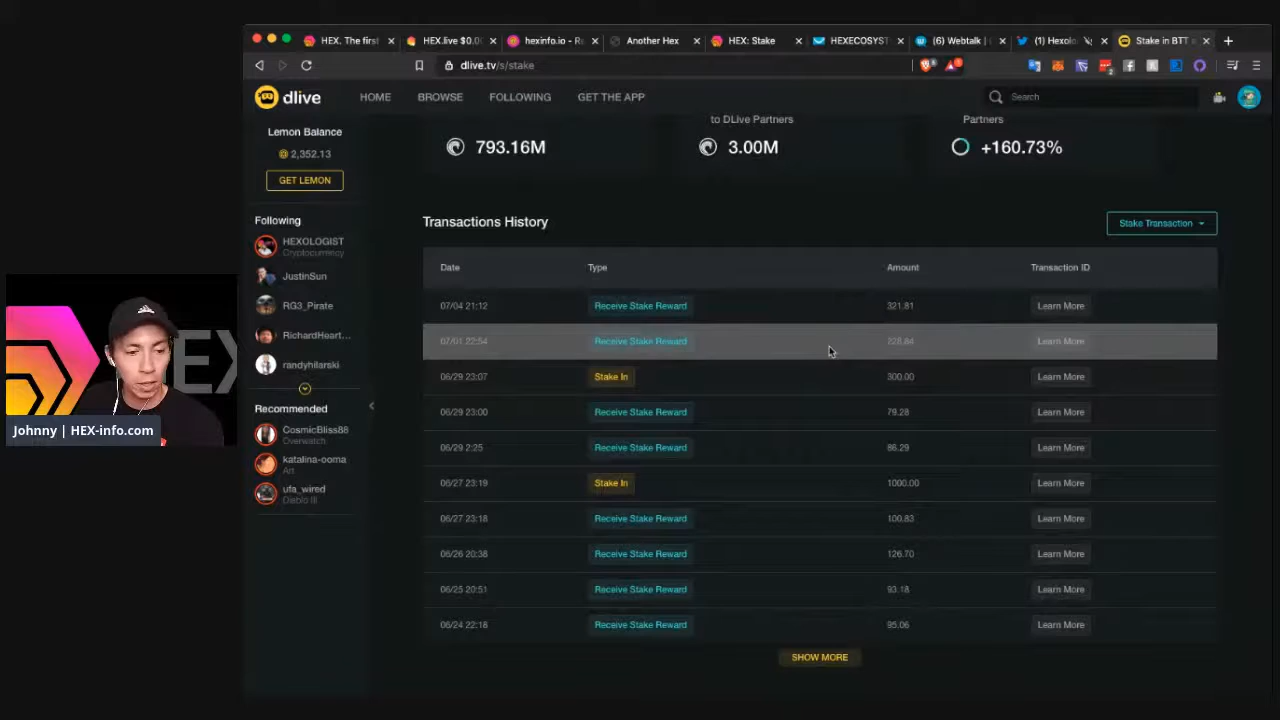 HEX. The first
HEX.live $0.0
hexinfo.io - R
Another Hex
HEX: Stake
HEXECOSYST
(6) Webtalk |
(1) Hexolo
Stake in BTT
dlive.tv/s/stake
dlive
HOME
BROWSE
FOLLOWING
GET THE APP
Search
Lemon Balance
2,352.13
GET LEMON
to DLive Partners
Partners
793.16M
3.00M
+160.73%
Following
HEXOLOGIST
Cryptocurrency
JustinSun
RG3_Pirate
RichardHeart...
randyhilarski
Recommended
CosmicBliss88
Overwatch
katalina-ooma
Art
ufa_wired
Diablo III
Transactions History
Stake Transaction
Date Type Amount Transaction ID
07/04 21:12 Receive Stake Reward 321.81 Learn More
07/01 22:54 Receive Stake Reward 228.84 Learn More
06/29 23:07 Stake In 300.00 Learn More
06/29 23:00 Receive Stake Reward 79.28 Learn More
06/29 2:25 Receive Stake Reward 86.29 Learn More
06/27 23:19 Stake In 1000.00 Learn More
06/27 23:18 Receive Stake Reward 100.83 Learn More
06/26 20:38 Receive Stake Reward 126.70 Learn More
06/25 20:51 Receive Stake Reward 93.18 Learn More
06/24 22:18 Receive Stake Reward 95.06 Learn More
SHOW MORE
HEX
Johnny | HEX-info.com